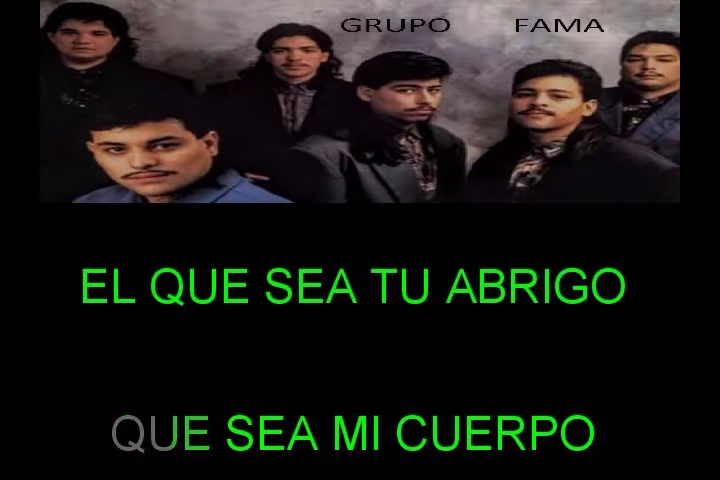 GRUPO FAMA
EL QUE SEA TU ABRIGO
QUE SEA MI CUERPO